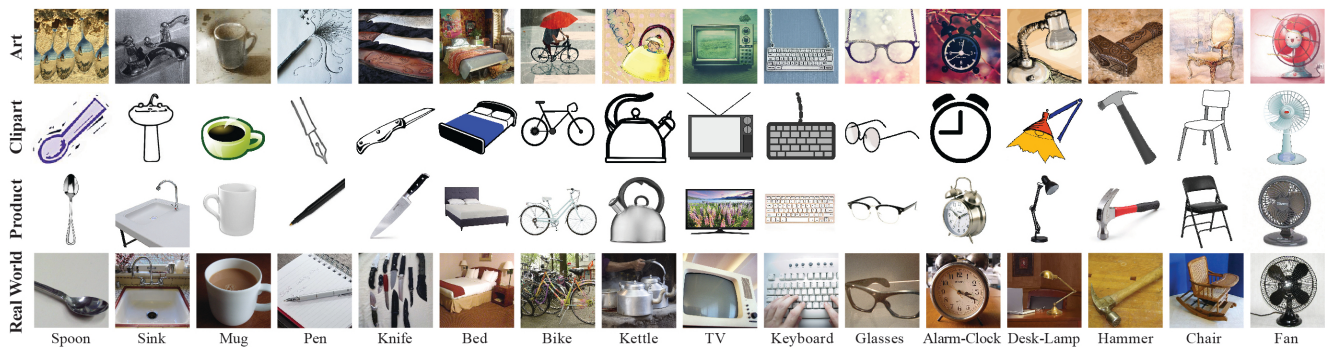 Art
Clipart
Product
Real World
Spoon Sink Mug Pen Knife Bed Bike Kettle TV Keyboard Glasses Alarm-Clock Desk-Lamp Hammer Chair Fan